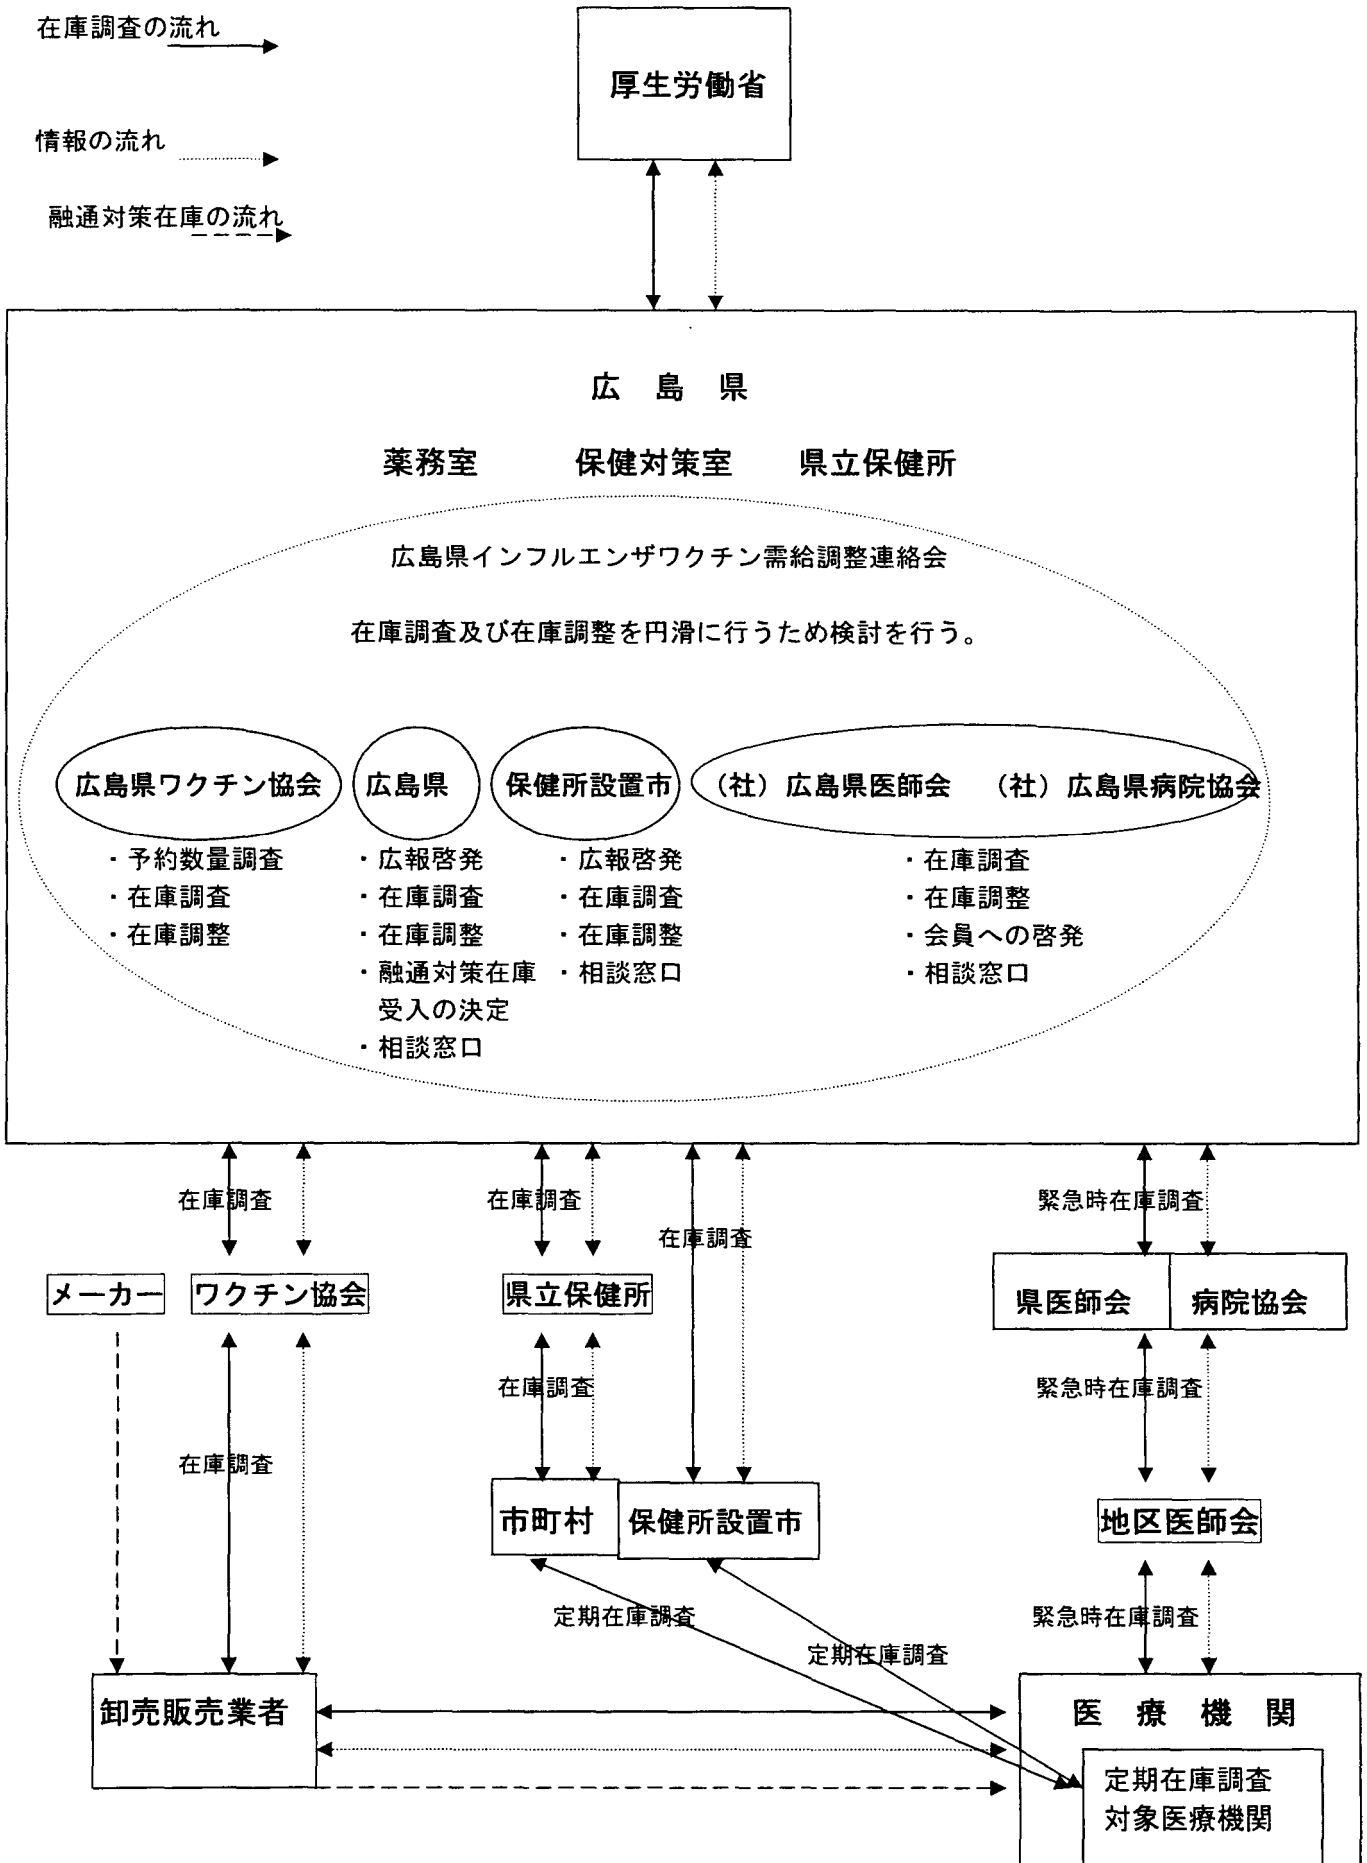 在庫調査の流れ
情報の流れ
融通対策在庫の流れ
厚生労働省
広 島 県
薬務室 保健対策室 県立保健所
広島県インフルエンザワクチン需給調整連絡会
在庫調査及び在庫調整を円滑に行うため検討を行う。
広島県ワクチン協会
・予約数量調査
・在庫調査
・在庫調整
広島県
・広報啓発
・在庫調査
・在庫調整
・融通対策在庫
受入の決定
・相談窓口
保健所設置市
・広報啓発
・在庫調査
・在庫調整
・相談窓口
（社）広島県医師会 （社）広島県病院協会
・在庫調査
・在庫調整
・会員への啓発
・相談窓口
在庫調査
在庫調査
在庫調査
緊急時在庫調査
メーカー
ワクチン協会
県立保健所
県医師会
病院協会
在庫調査
在庫調査
緊急時在庫調査
市町村
保健所設置市
地区医師会
定期在庫調査
定期在庫調査
緊急時在庫調査
卸売販売業者
医 療 機 関
定期在庫調査
対象医療機関